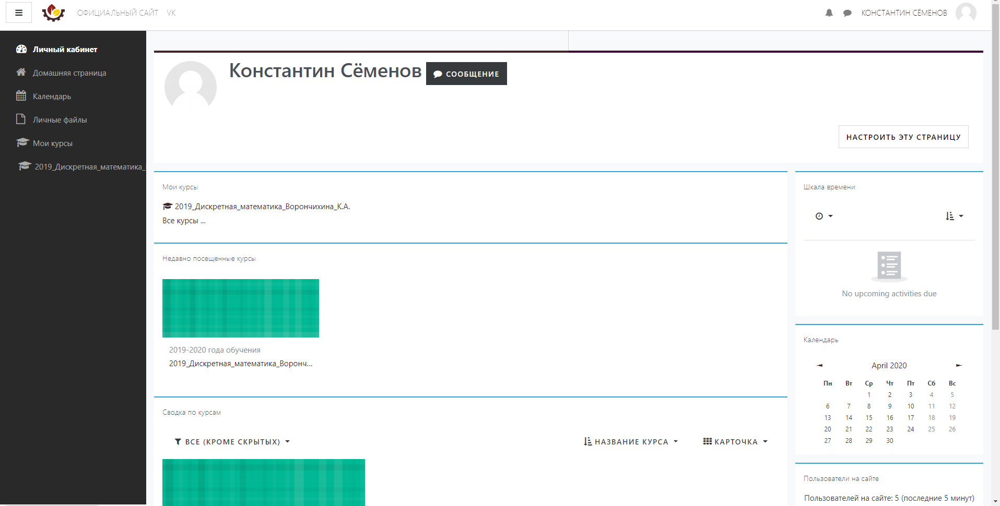 ОФИЦИАЛЬНЫЙ САЙТ VK
КОНСТАНТИН СЁМЕНОВ
Личный кабинет
Домашняя страница
Календарь
Личные файлы
Мои курсы
2019_Дискретная_математика_
Константин Сёменов
СООБЩЕНИЕ
НАСТРОИТЬ ЭТУ СТРАНИЦУ
Мои курсы
2019_Дискретная_математика_Ворончихина_К.А.
Все курсы ...
Недавно посещенные курсы
2019-2020 года обучения
2019_Дискретная_математика_Воронч...
Сводка по курсам
ВСЕ (КРОМЕ СКРЫТЫХ)
НАЗВАНИЕ КУРСА
КАРТОЧКА
Шкала времени
No upcoming activities due
Календарь
April 2020
Пн Вт Ср Чт Пт Сб Вс
1 2 3 4 5
6 7 8 9 10 11 12
13 14 15 16 17 18 19
20 21 22 23 24 25 26
27 28 29 30
Пользователи на сайте
Пользователей на сайте: 5 (последние 5 минут)